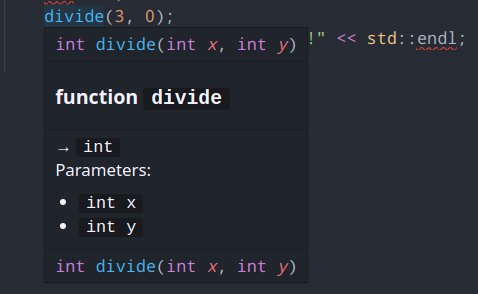 divide(3, 0);
int divide(int x, int y)!" << std::endl;
function divide
→ int
Parameters:
• int x
• int y
int divide(int x, int y)